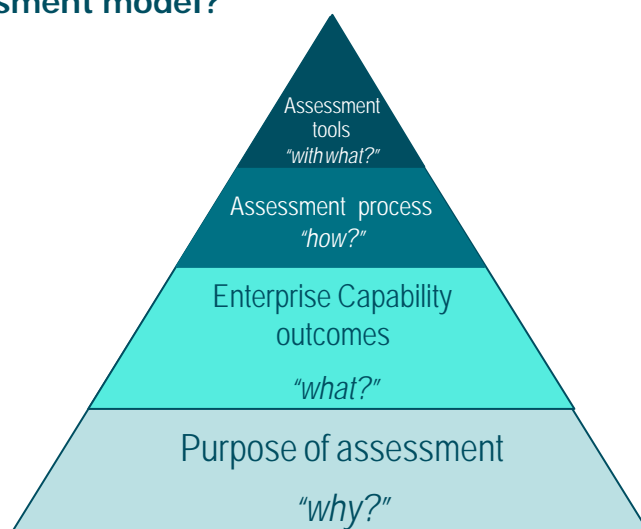 sment model?
Assessment
tools
“with what?”
Assessment process
“how?”
Enterprise Capability
outcomes
“what?”
Purpose of assessment
“why?”